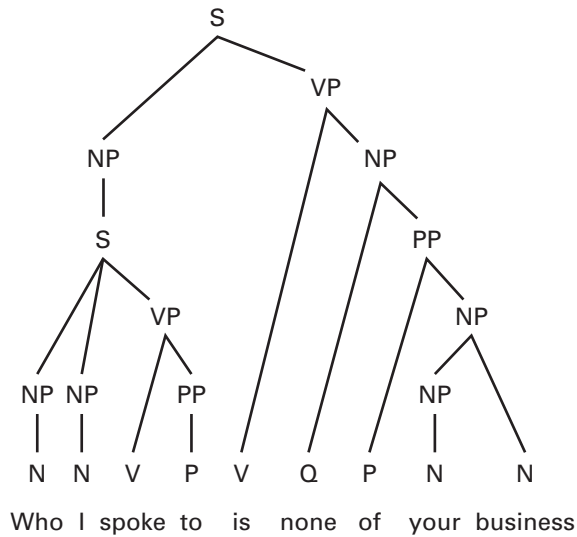 S
VP
NP NP
S PP
VP NP
NP NP PP NP
N N V P V Q P N N
Who I spoke to is none of your business